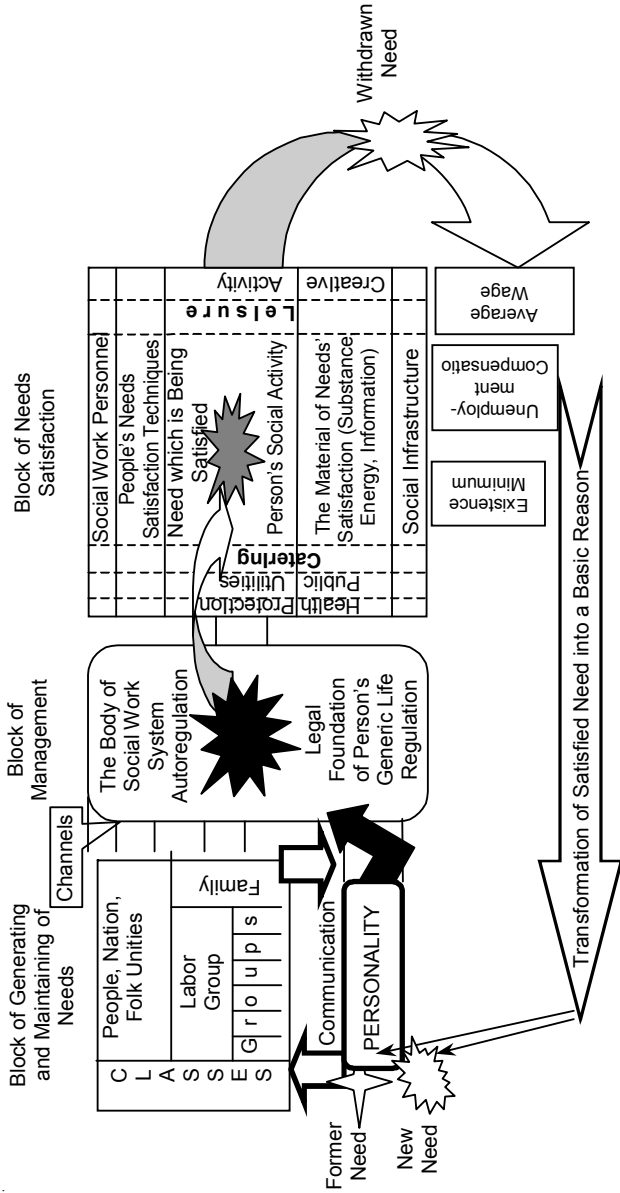 Block of Generating
and Maintaining of
Needs
Channels
Block of
Management
Block of Needs
Satisfaction
C
L
A
S
S
E
S
People, Nation,
Folk Unities
Labor
Group
G r o u p s
Family
Communication
PERSONALITY
Former
Need
New
Need
The Body of
Social Work
System
Autoregulation
Legal
Foundation
of Person's
Generic Life
Regulation
Health Protection
Public Utilities
Catering
Social Work Personnel
People's Needs
Satisfaction Techniques
Need which is Being
Satisfied
Person's Social Activity
The Material of Needs'
Satisfaction (Substance
Energy, Information)
Social Infrastructure
Leisure
Creative Activity
Withdrawn
Need
Existence
Minimum
Unemploy-
ment
Compensatio
Average
Wage
Transformation of Satisfied Need into a Basic Reason